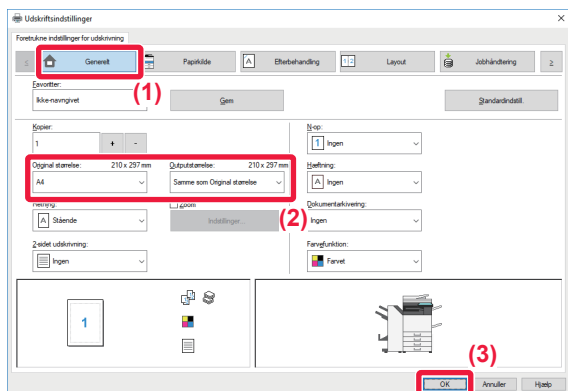 Udskriftsindstillinger
Foretrukne indstillinger for udskrivning
Generelt Papirkilde Efterbehandling Layout Jobhåndtering
(1)
Favoritter:
Ikke-navngivet Gem Standardindstill.
Kopier: N-op:
1 + - 1 Ingen
Original størrelse: 210 x 297 mm Outputstørrelse: 210 x 297 mm Hæftning:
A4 Samme som Original størrelse A Ingen
Retning: Zoom Dokumentarkivering:
A Stående Indstillinger... (2) Ingen
2-sidet udskrivning: Farvefunktion:
Ingen Farvet
1
(3)
OK Annuller Hjælp